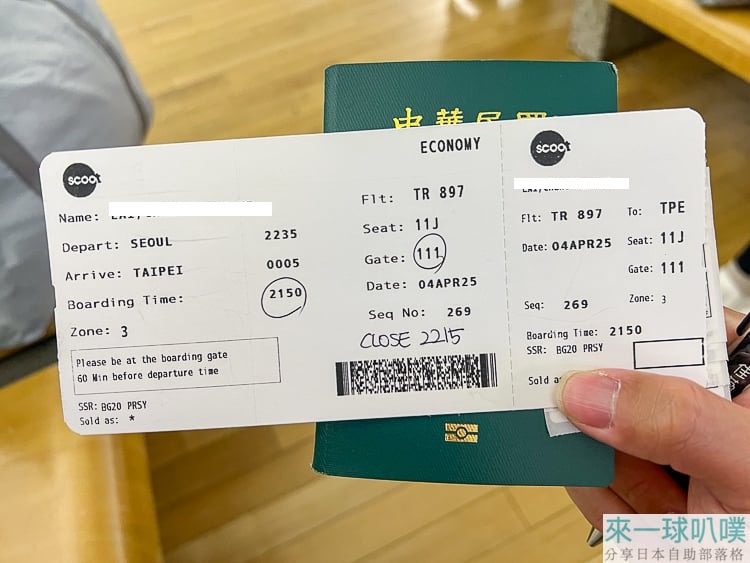 中華民國
ECONOMY
scoot
Name:
Depart: SEOUL 2235
Arrive: TAIPEI 0005
Boarding Time: 2150
Zone: 3
Please be at the boarding gate
60 Min before departure time
SSR: BG20 PRSY
Sold as: *
Flt: TR 897
Seat: 11J
Gate: 111
Date: 04APR25
Seq No: 269
CLOSE 2215
scoot
Flt: TR 897 To: TPE
Date: 04APR25 Seat: 11J
Gate: 111
Seq: 269 Zone: 3
Boarding Time: 2150
SSR: BG20 PRSY
Sold as
來一球叭噗
分享日本自助部落格